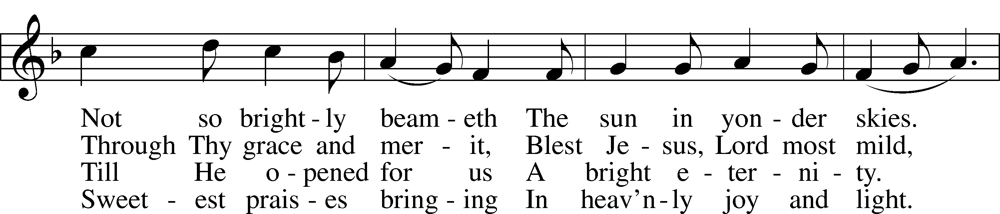 Not so bright - ly beam - eth The sun in yon - der skies.
Through Thy grace and mer - it, Blest Je - sus, Lord most mild,
Till He o - pened for us A bright e - ter - ni - ty.
Sweet - est prais - es bring - ing In heav'n - ly joy and light.